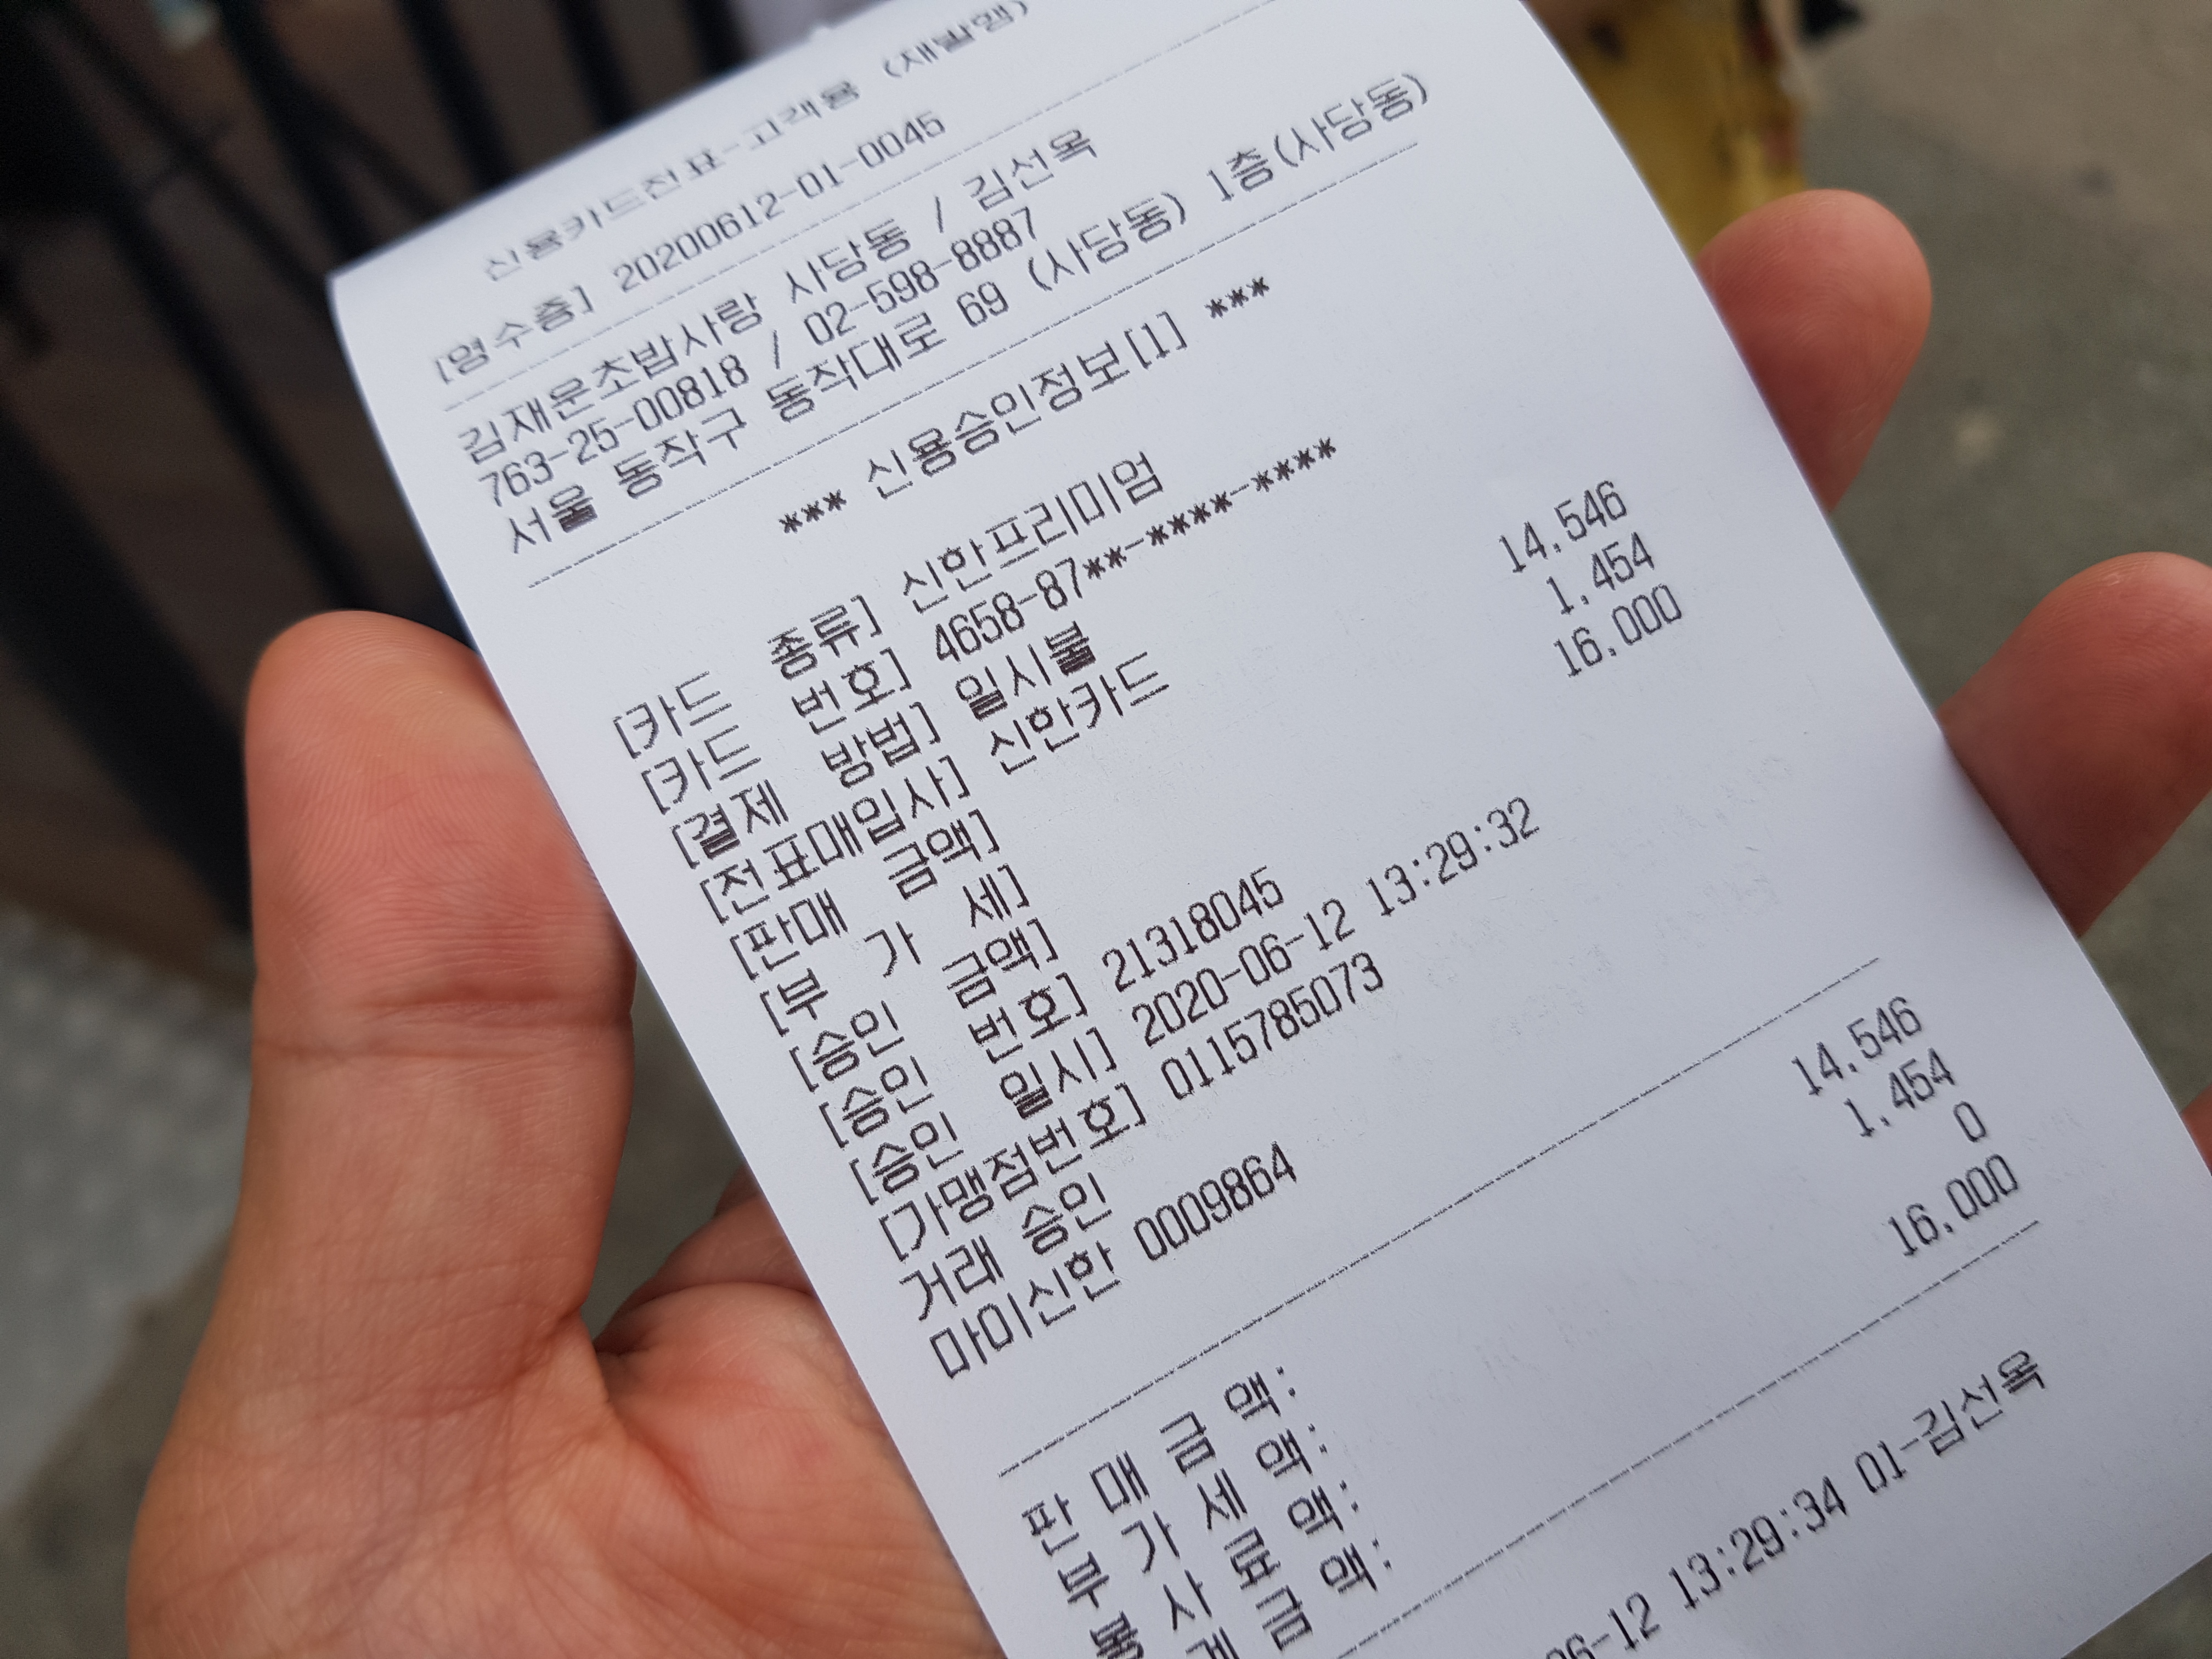 신용카드전표-고객용 (재발행)
[영수증] 20200612-01-0045
김재운초밥사랑 사당동 / 김선옥
763-25-00818 / 02-598-8887
서울 동작구 동작대로 69 (사당동) 1층(사당동)
*** 신용승인정보[1] ***
[카드 종류] 신한프리미엄
[카드 번호] 4658-87**-****-****
[결제 방법] 일시불
[전표매입사] 신한카드
[판매 금액] 14,546
[부 가 세] 1,454
[승인 금액] 16,000
[승인 번호] 21318045
[승인 일시] 2020-06-12 13:29:32
[가맹점번호] 0115785073
거래 승인
마이신한 0009864
판 매 금 액: 14,546
부 가 세 액: 1,454
봉 사 료 액: 0
계 금 액: 16,000
06-12 13:29:34 01-김선옥